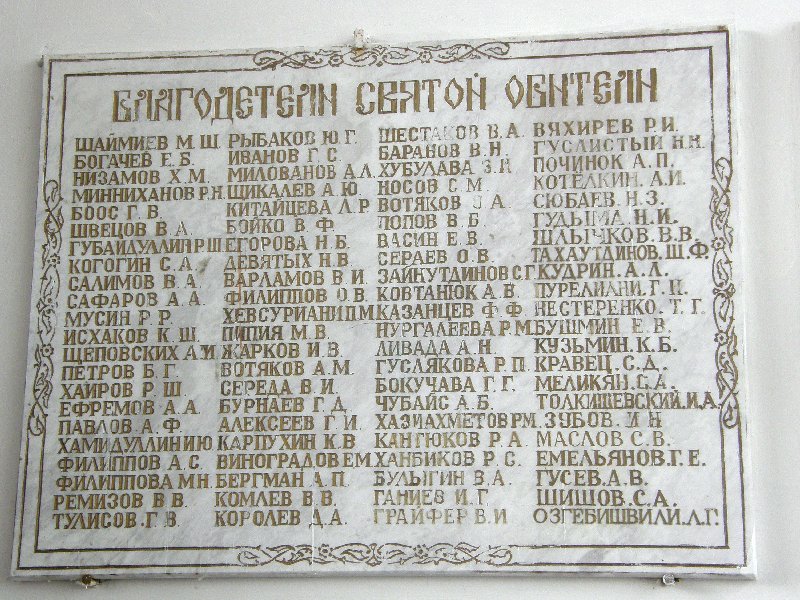 БЛАГОДЕТЕЛИ СВЯТОЙ ОБИТЕЛИ
ШАЙМИЕВ М. Ш.
БОГАЧЕВ Е. Б.
НИЗАМОВ Х. М.
МИННИХАНОВ Р.Н.
БООС Г. В.
ШВЕЦОВ В. А.
ГУБАЙДУЛЛИН Р.Ш.
КОГОГИН С. А.
САЛИМОВ В. А.
САФАРОВ А. А.
МУСИН Р. Р.
ИСХАКОВ К. Ш.
ЩЕПОВСКИХ А.И.
ПЕТРОВ Б. Г.
ХАИРОВ Р. Ш.
ЕФРЕМОВ А. А.
ПАВЛОВ А. Ф.
ХАМИДУЛЛИН И.Ю.
ФИЛИППОВ А. С.
ФИЛИППОВА М.Н.
РЕМИЗОВ В. В.
ТУЛИСОВ.Г. В.
РЫБАКОВ Ю. Г.
ИВАНОВ Г. С.
МИЛОВАНОВ А. Л.
ЩИКАЛЕВ А. Ю.
КИТАЙЦЕВА Л. Р.
БОЙКО В. Ф.
ЕГОРОВА Н. Б.
ДЕВЯТЫХ Н. В.
ВАРЛАМОВ В. И.
ФИЛИППОВ О. В.
ХЕВСУРИАНИ Д.М.
ПИПИЯ М. В.
ЖАРКОВ И. В.
ВОТЯКОВ А. М.
СЕРЕДА В. И.
БУРНАЕВ Г. Д.
АЛЕКСЕЕВ Г. И.
КАРПУХИН К. В.
ВИНОГРАДОВ Е.М.
БЕРГМАН А. П.
КОМЛЕВ В. В.
КОРОЛЕВ Д. А.
ШЕСТАКОВ В. А.
БАРАНОВ В. Н.
ХУБУЛАВА З. Й
НОСОВ С. М.
ВОТЯКОВ А.
ПОПОВ В. Б.
ВАСИН Е. В.
СЕРАЕВ О. В.
ЗАЙНУТДИНОВ С.Г.
КОВТАНЮК А. В.
КАЗАНЦЕВ Ф. Ф.
НУРГАЛЕЕВА Р. М.
ЛИВАДА А. Н.
ГУСЛЯКОВА Р. П.
БОКУЧАВА Г. Г.
ЧУБАЙС А. Б.
ХАЗИАХМЕТОВ Р.М.
КАНТЮКОВ Р. А.
ХАНБИКОВ Р. С.
БУЛЫГИН В. А.
ГАНИЕВ И. Г.
ГРАЙФЕР В. И
ВЯХИРЕВ Р. И.
ГУСЛИСТЫЙ Н. Н.
ПОЧИНОК А. П.
КОТЕЛКИН. А. И.
СЮБАЕВ. Н. З.
ГУДЫМА. Н. И.
ШЛЫЧКОВ В. В.
ТАХАУТДИНОВ. Ш. Ф.
КУДРИН. А. Л.
ПУРЕЛИАНИ. Г. П.
НЕСТЕРЕНКО. Т. Г.
БУШМИН Е. В.
КУЗЬМИН. К. Б.
КРАВЕЦ. С. Д.
МЕЛИКЯН. С. А.
ТОЛКИШЕВСКИЙ. И. А.
ЗУБОВ. И. Н
МАСЛОВ С. В.
ЕМЕЛЬЯНОВ. Г. Е.
ГУСЕВ. А. В.
ШИШОВ. С. А.
ОЗГЕБИШВИЛИ. Л. Г.